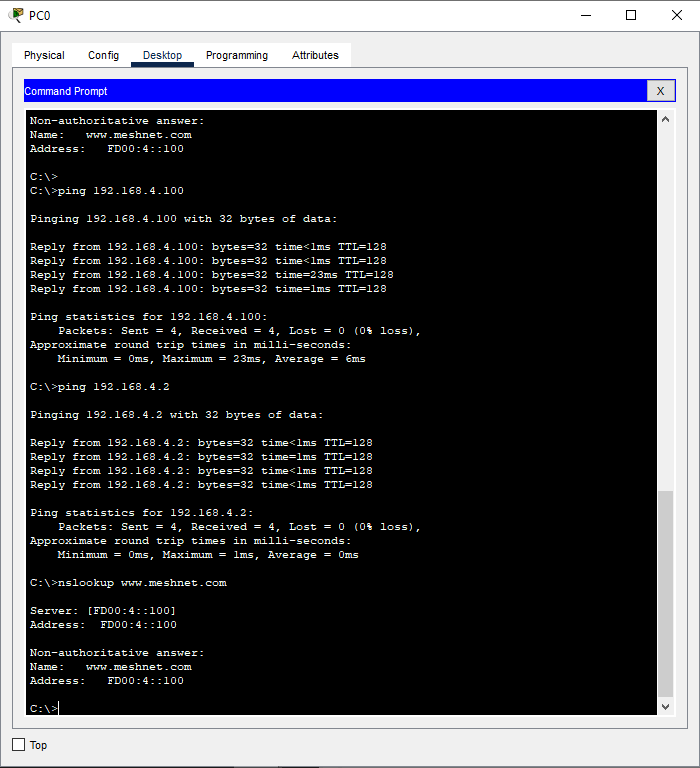 PC0
Physical Config Desktop Programming Attributes
Command Prompt
X
Non-authoritative answer:
Name:   www.meshnet.com
Address:   FD00:4::100
C:\>
C:\>ping 192.168.4.100
Pinging 192.168.4.100 with 32 bytes of data:
Reply from 192.168.4.100: bytes=32 time<1ms TTL=128
Reply from 192.168.4.100: bytes=32 time<1ms TTL=128
Reply from 192.168.4.100: bytes=32 time=23ms TTL=128
Reply from 192.168.4.100: bytes=32 time=1ms TTL=128
Ping statistics for 192.168.4.100:
    Packets: Sent = 4, Received = 4, Lost = 0 (0% loss),
Approximate round trip times in milli-seconds:
    Minimum = 0ms, Maximum = 23ms, Average = 6ms
C:\>ping 192.168.4.2
Pinging 192.168.4.2 with 32 bytes of data:
Reply from 192.168.4.2: bytes=32 time<1ms TTL=128
Reply from 192.168.4.2: bytes=32 time=1ms TTL=128
Reply from 192.168.4.2: bytes=32 time<1ms TTL=128
Reply from 192.168.4.2: bytes=32 time<1ms TTL=128
Ping statistics for 192.168.4.2:
    Packets: Sent = 4, Received = 4, Lost = 0 (0% loss),
Approximate round trip times in milli-seconds:
    Minimum = 0ms, Maximum = 1ms, Average = 0ms
C:\>nslookup www.meshnet.com
Server: [FD00:4::100]
Address:  FD00:4::100
Non-authoritative answer:
Name:   www.meshnet.com
Address:   FD00:4::100
C:\>
Top